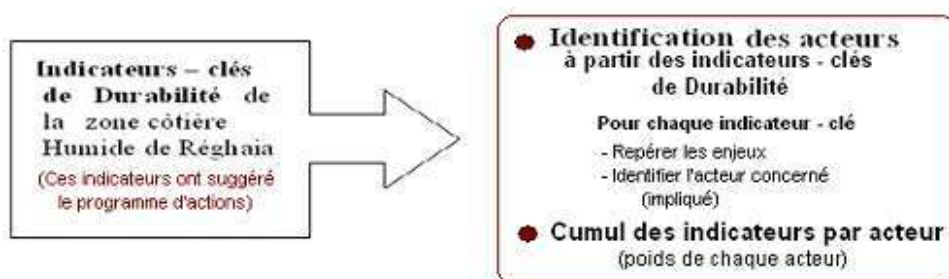 Indicateurs – clés
de Durabilité de
la zone côtière
Humide de Réghaia
(Ces indicateurs ont suggéré
le programme d'actions)
Identification des acteurs
à partir des indicateurs - clés
de Durabilité
Pour chaque indicateur - clé
- Repérer les enjeux
- Identifier l'acteur concerné
(impliqué)
Cumul des indicateurs par acteur
(poids de chaque acteur)